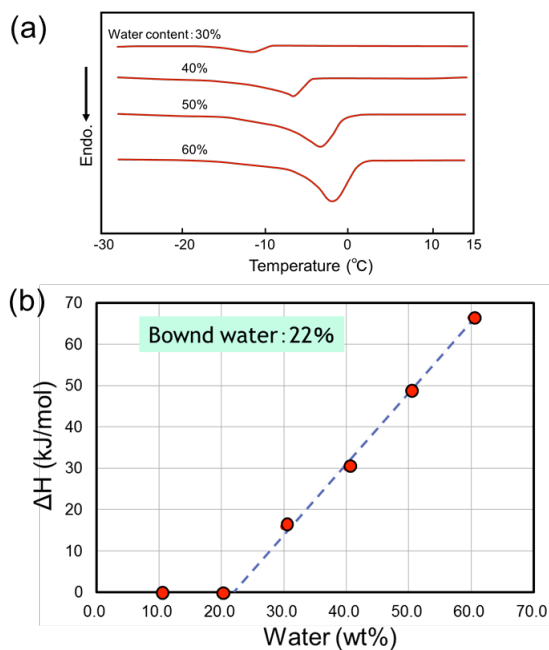 (a)
Water content:30%
40%
50%
60%
Endo.
-30 -20 -10 0 10 15
Temperature (℃)
(b)
Bownd water:22%
70
60
50
40
30
20
10
0
ΔH (kJ/mol)
0.0 10.0 20.0 30.0 40.0 50.0 60.0 70.0
Water (wt%)